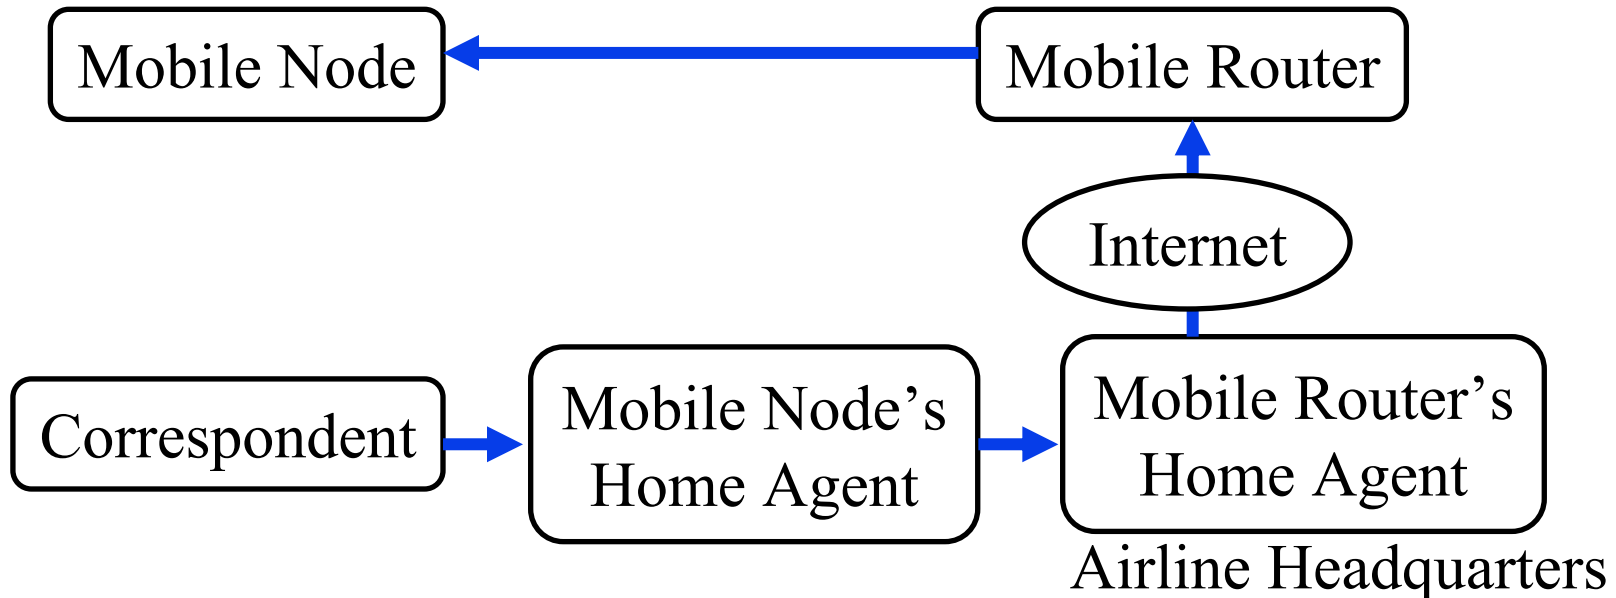 Mobile Node
Mobile Router
Internet
Correspondent
Mobile Node’s
Home Agent
Mobile Router’s
Home Agent
Airline Headquarters